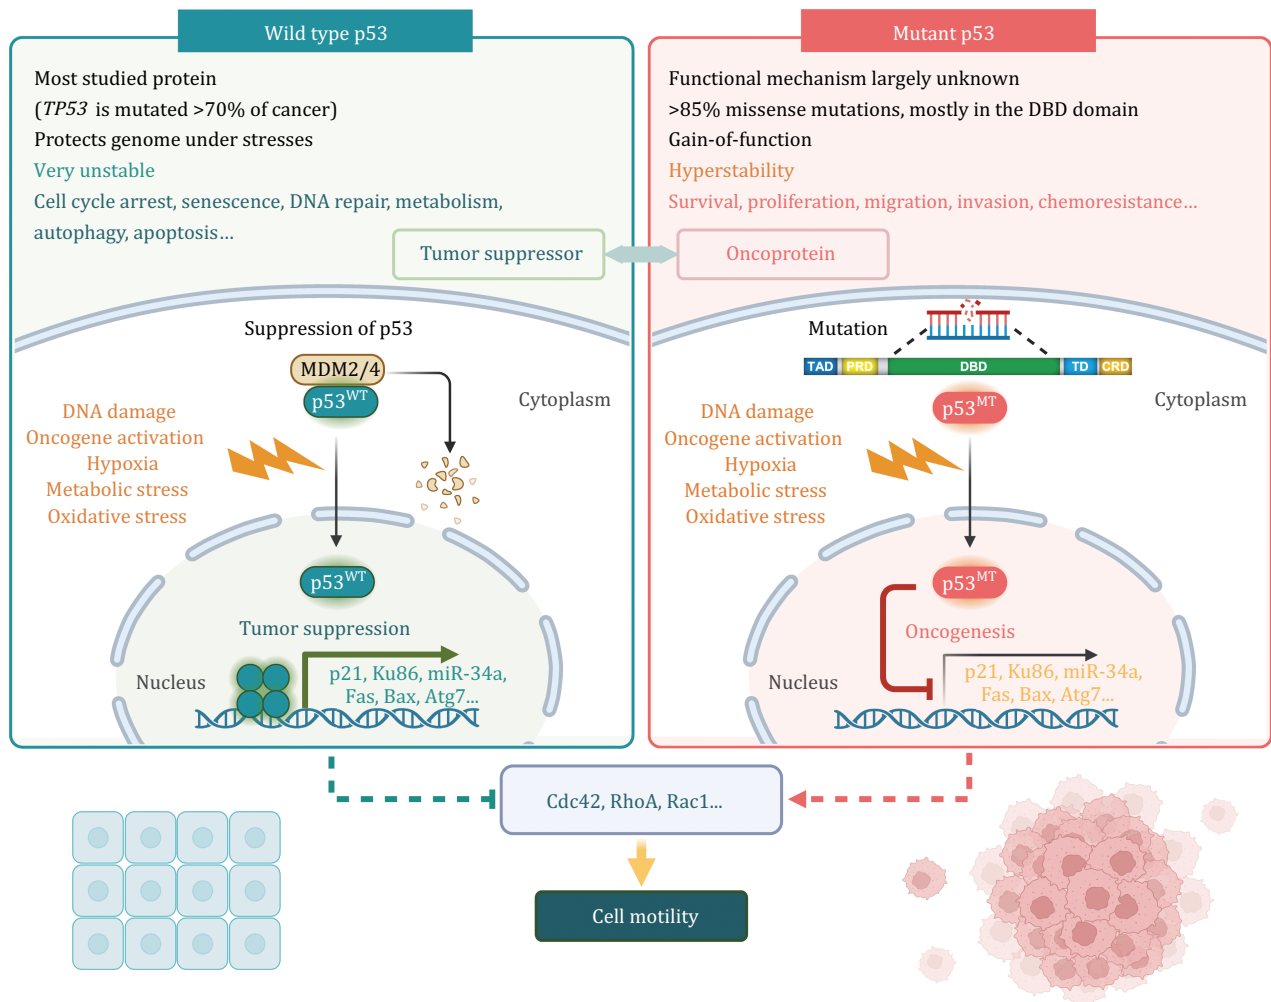 Wild type p53
Most studied protein
(TP53 is mutated >70% of cancer)
Protects genome under stresses
Very unstable
Cell cycle arrest, senescence, DNA repair, metabolism,
autophagy, apoptosis...
Tumor suppressor
Suppression of p53
MDM2/4
p53WT
Cytoplasm
DNA damage
Oncogene activation
Hypoxia
Metabolic stress
Oxidative stress
p53WT
Tumor suppression
Nucleus
p21, Ku86, miR-34a,
Fas, Bax, Atg7...
Mutant p53
Functional mechanism largely unknown
>85% missense mutations, mostly in the DBD domain
Gain-of-function
Hyperstability
Survival, proliferation, migration, invasion, chemoresistance...
Oncoprotein
Mutation
TAD PRD DBD TD CRD
p53MT
Cytoplasm
DNA damage
Oncogene activation
Hypoxia
Metabolic stress
Oxidative stress
p53MT
Oncogenesis
Nucleus
p21, Ku86, miR-34a,
Fas, Bax, Atg7...
Cdc42, RhoA, Rac1...
Cell motility